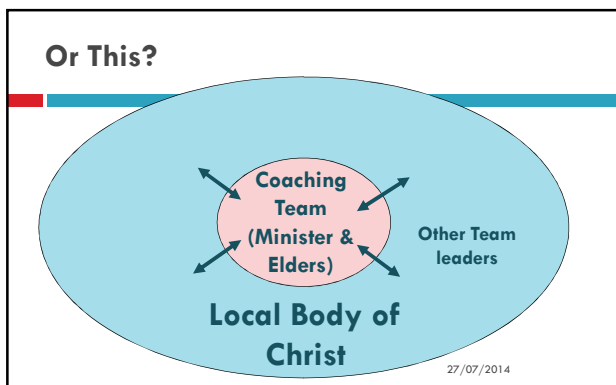 Or This?
Coaching
Team
(Minister &
Elders)
Other Team
leaders
Local Body of
Christ
27/07/2014